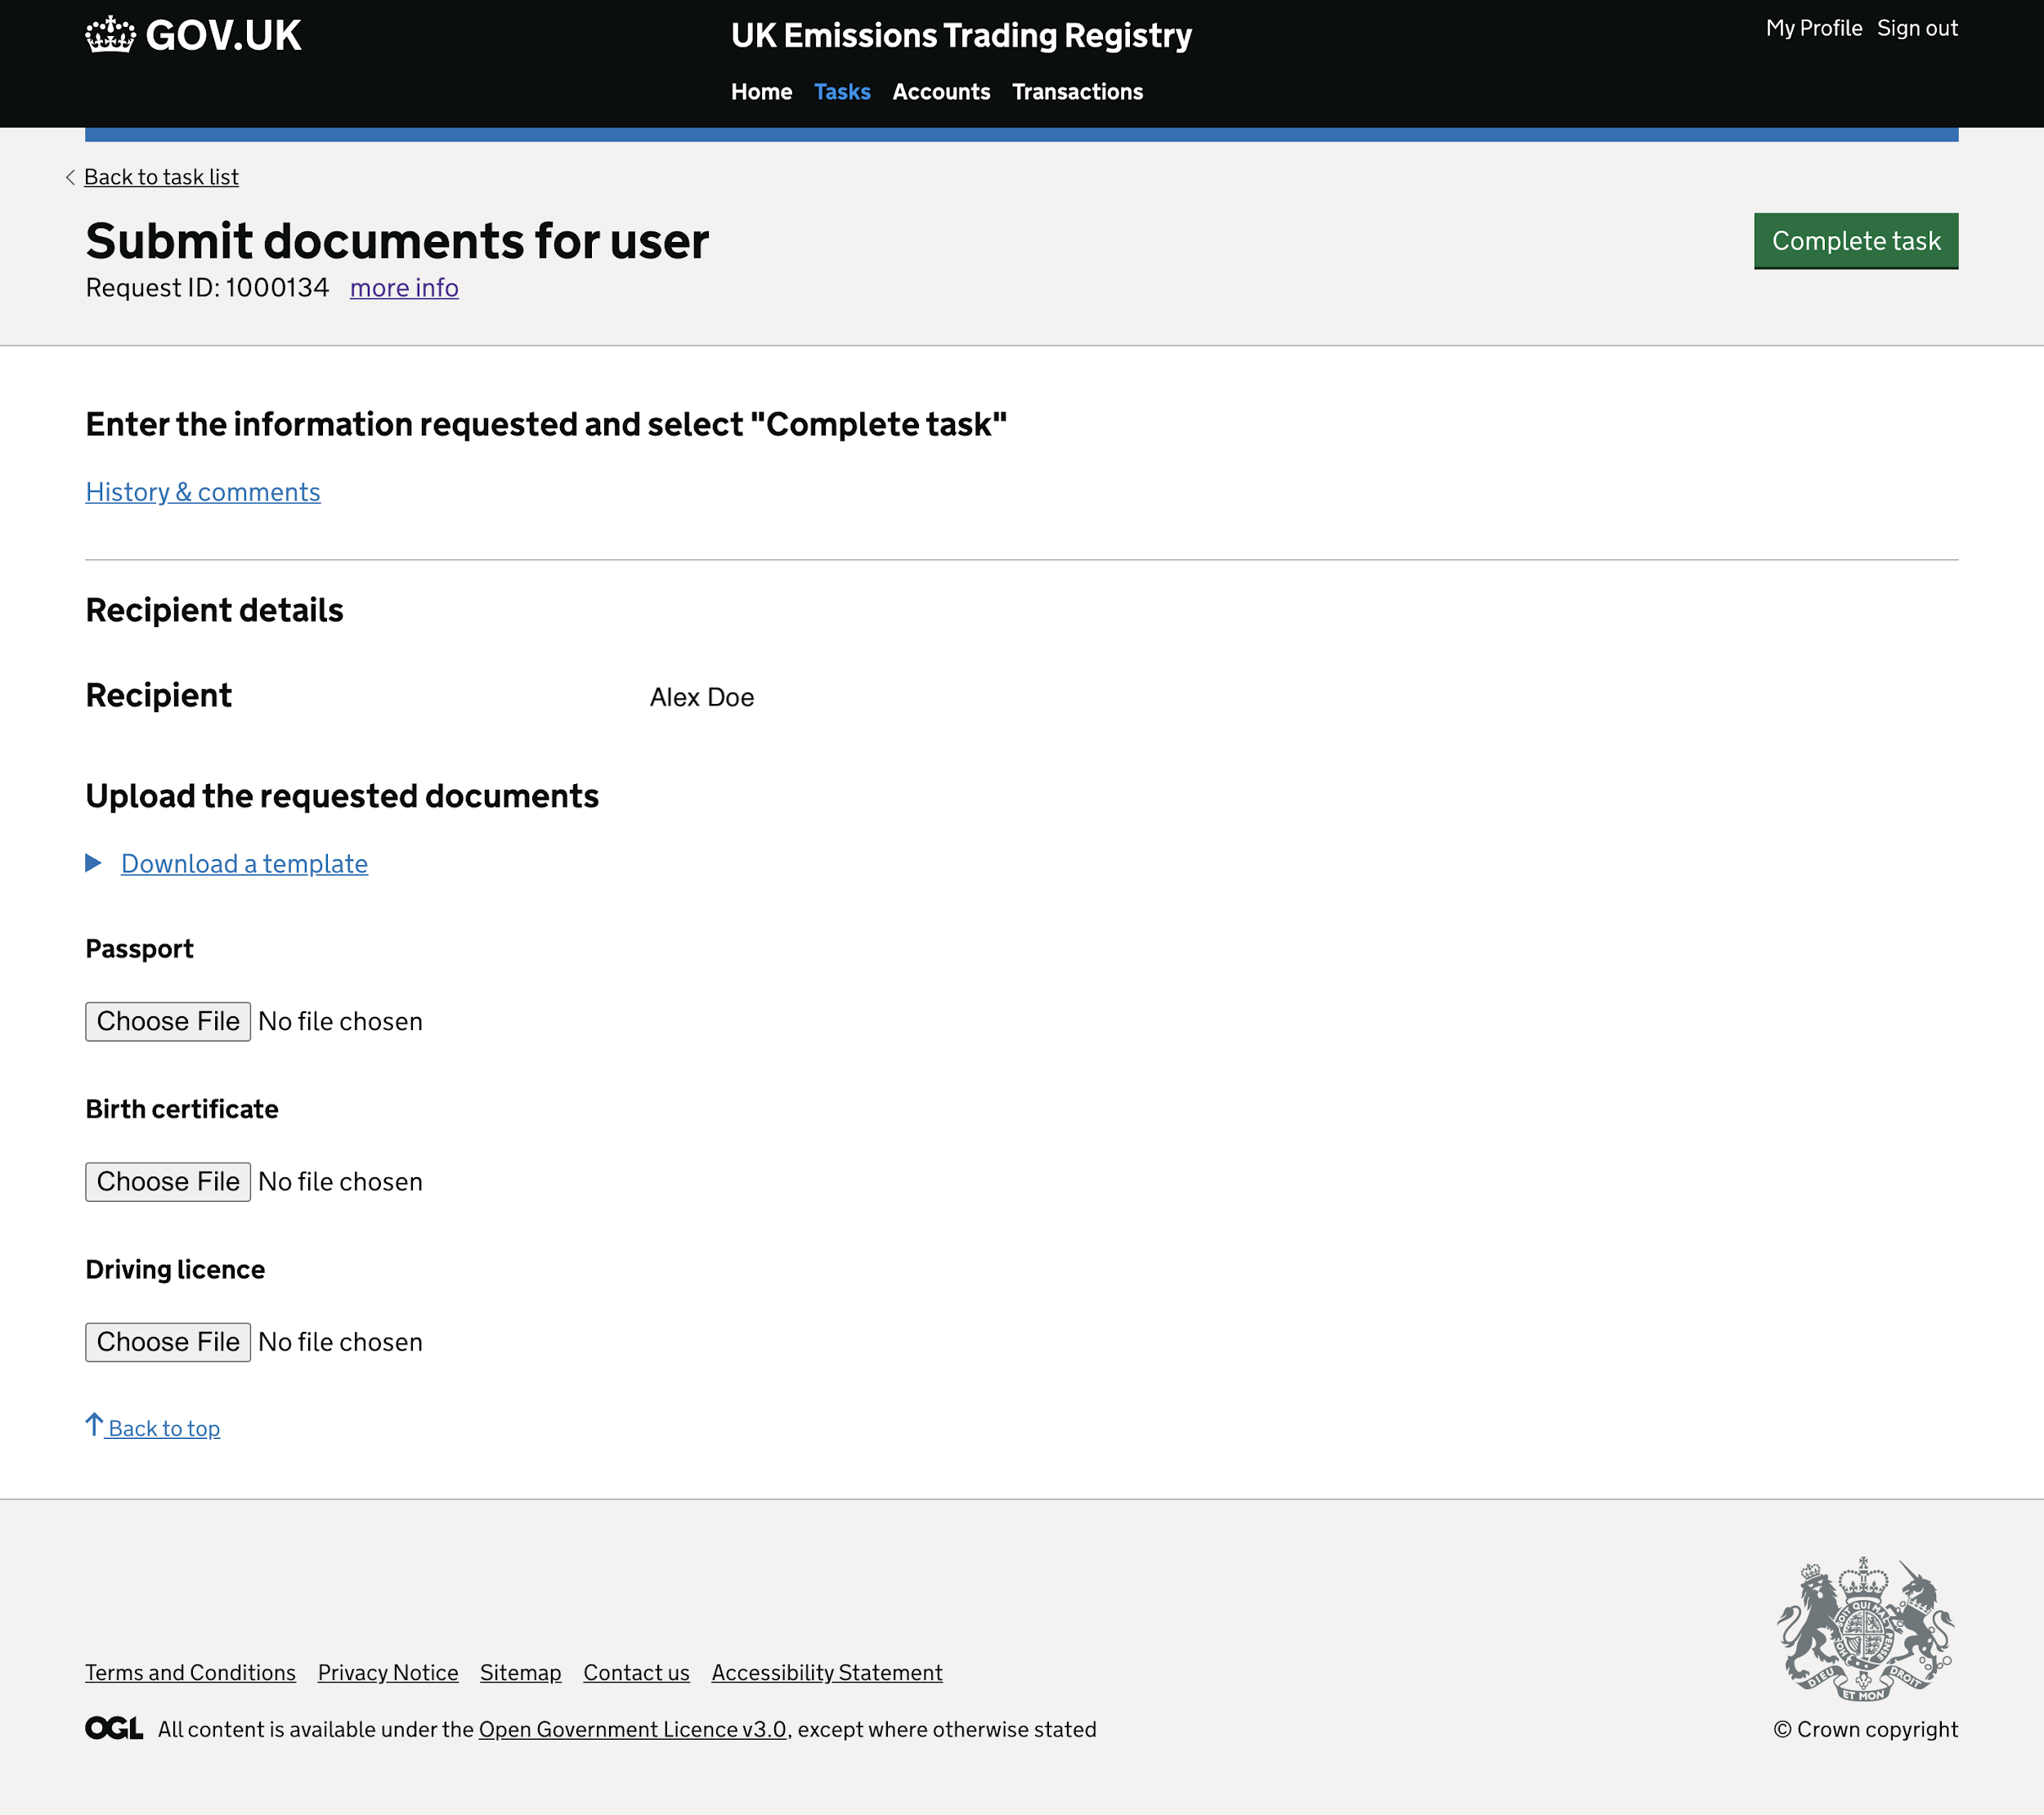 GOV.UK
UK Emissions Trading Registry
My Profile Sign out
Home Tasks Accounts Transactions
Back to task list
Submit documents for user
Complete task
Request ID: 1000134 more info
Enter the information requested and select "Complete task"
History & comments
Recipient details
Recipient Alex Doe
Upload the requested documents
Download a template
Passport
Choose File No file chosen
Birth certificate
Choose File No file chosen
Driving licence
Choose File No file chosen
Back to top
DIEU ET MON DROIT
Terms and Conditions Privacy Notice Sitemap Contact us Accessibility Statement
OGL All content is available under the Open Government Licence v3.0, except where otherwise stated
© Crown copyright